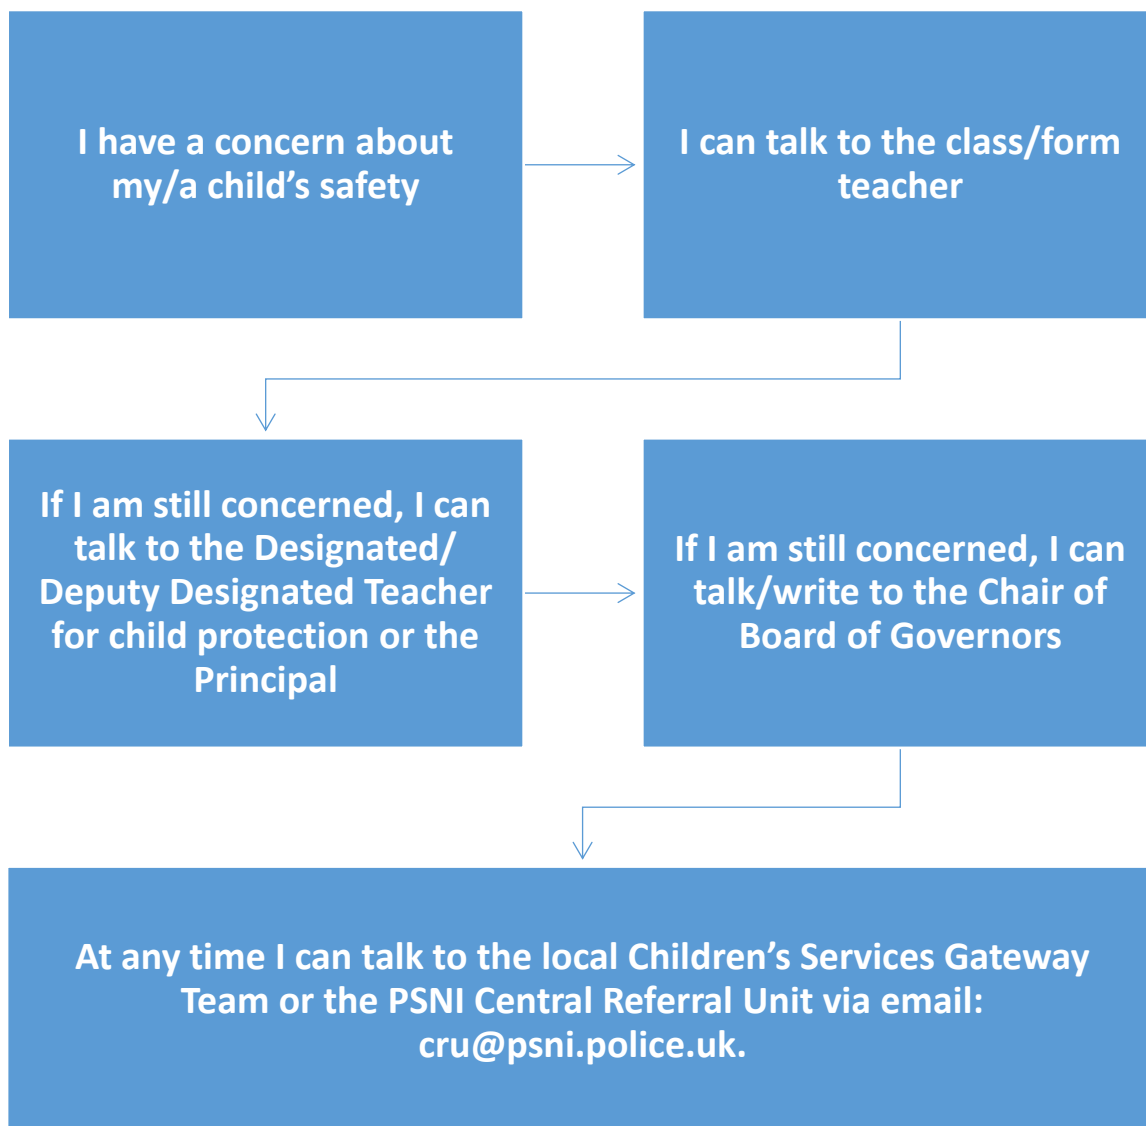 I have a concern about
my/a child’s safety
I can talk to the class/form
teacher
If I am still concerned, I can
talk to the Designated/
Deputy Designated Teacher
for child protection or the
Principal
If I am still concerned, I can
talk/write to the Chair of
Board of Governors
At any time I can talk to the local Children’s Services Gateway
Team or the PSNI Central Referral Unit via email:
cru@psni.police.uk.